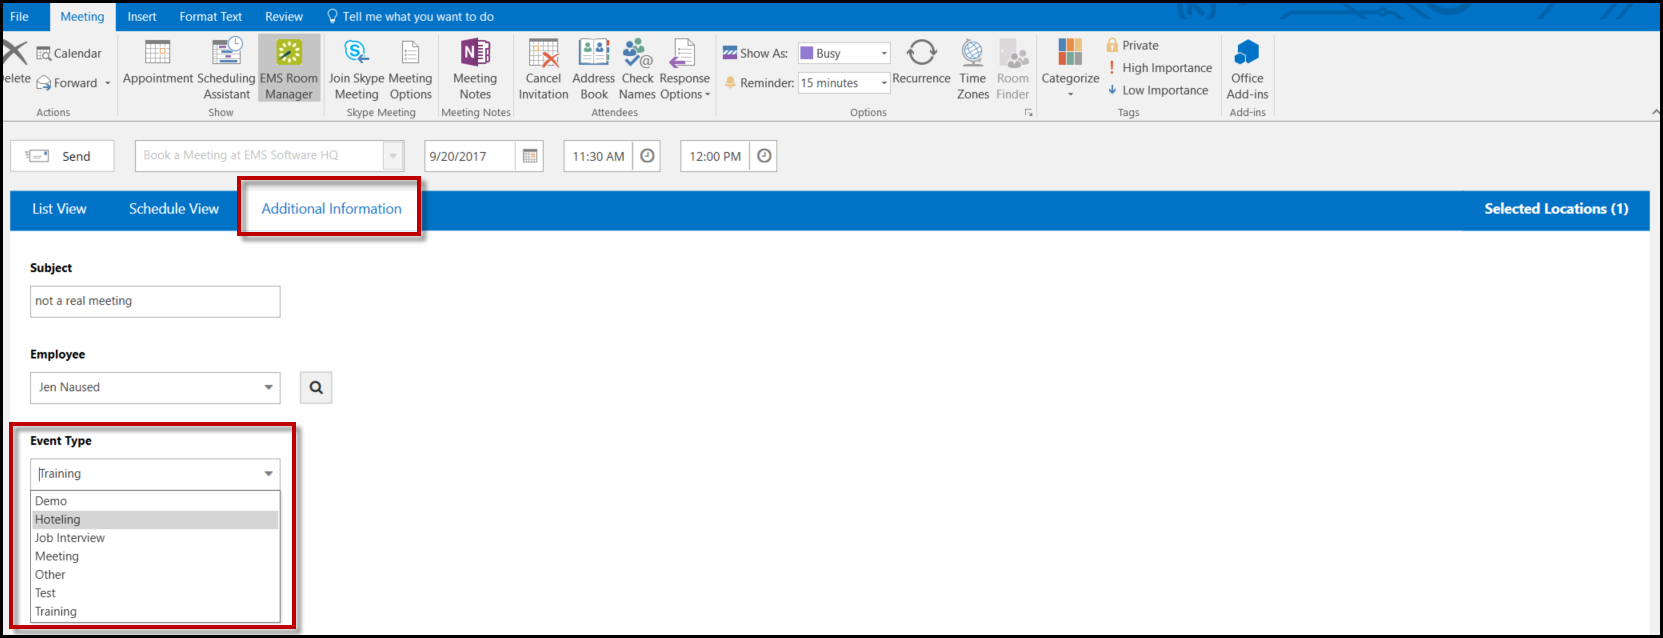 File Meeting Insert Format Text Review Tell me what you want to do
Calendar
Forward
Actions
Appointment
Scheduling Assistant
EMS Room Manager
Show
Join Skype Meeting
Meeting Options
Skype Meeting
Meeting Notes
Meeting Notes
Cancel Invitation
Address Book
Check Names
Response Options
Attendees
Show As: Busy
Reminder: 15 minutes
Recurrence
Time Zones
Room Finder
Options
Categorize
Private
High Importance
Low Importance
Tags
Office Add-ins
Add-ins
Send Book a Meeting at EMS Software HQ 9/20/2017 11:30 AM 12:00 PM
List View Schedule View Additional Information Selected Locations (1)
Subject
not a real meeting
Employee
Jen Naused
Event Type
Training
Demo
Hoteling
Job Interview
Meeting
Other
Test
Training